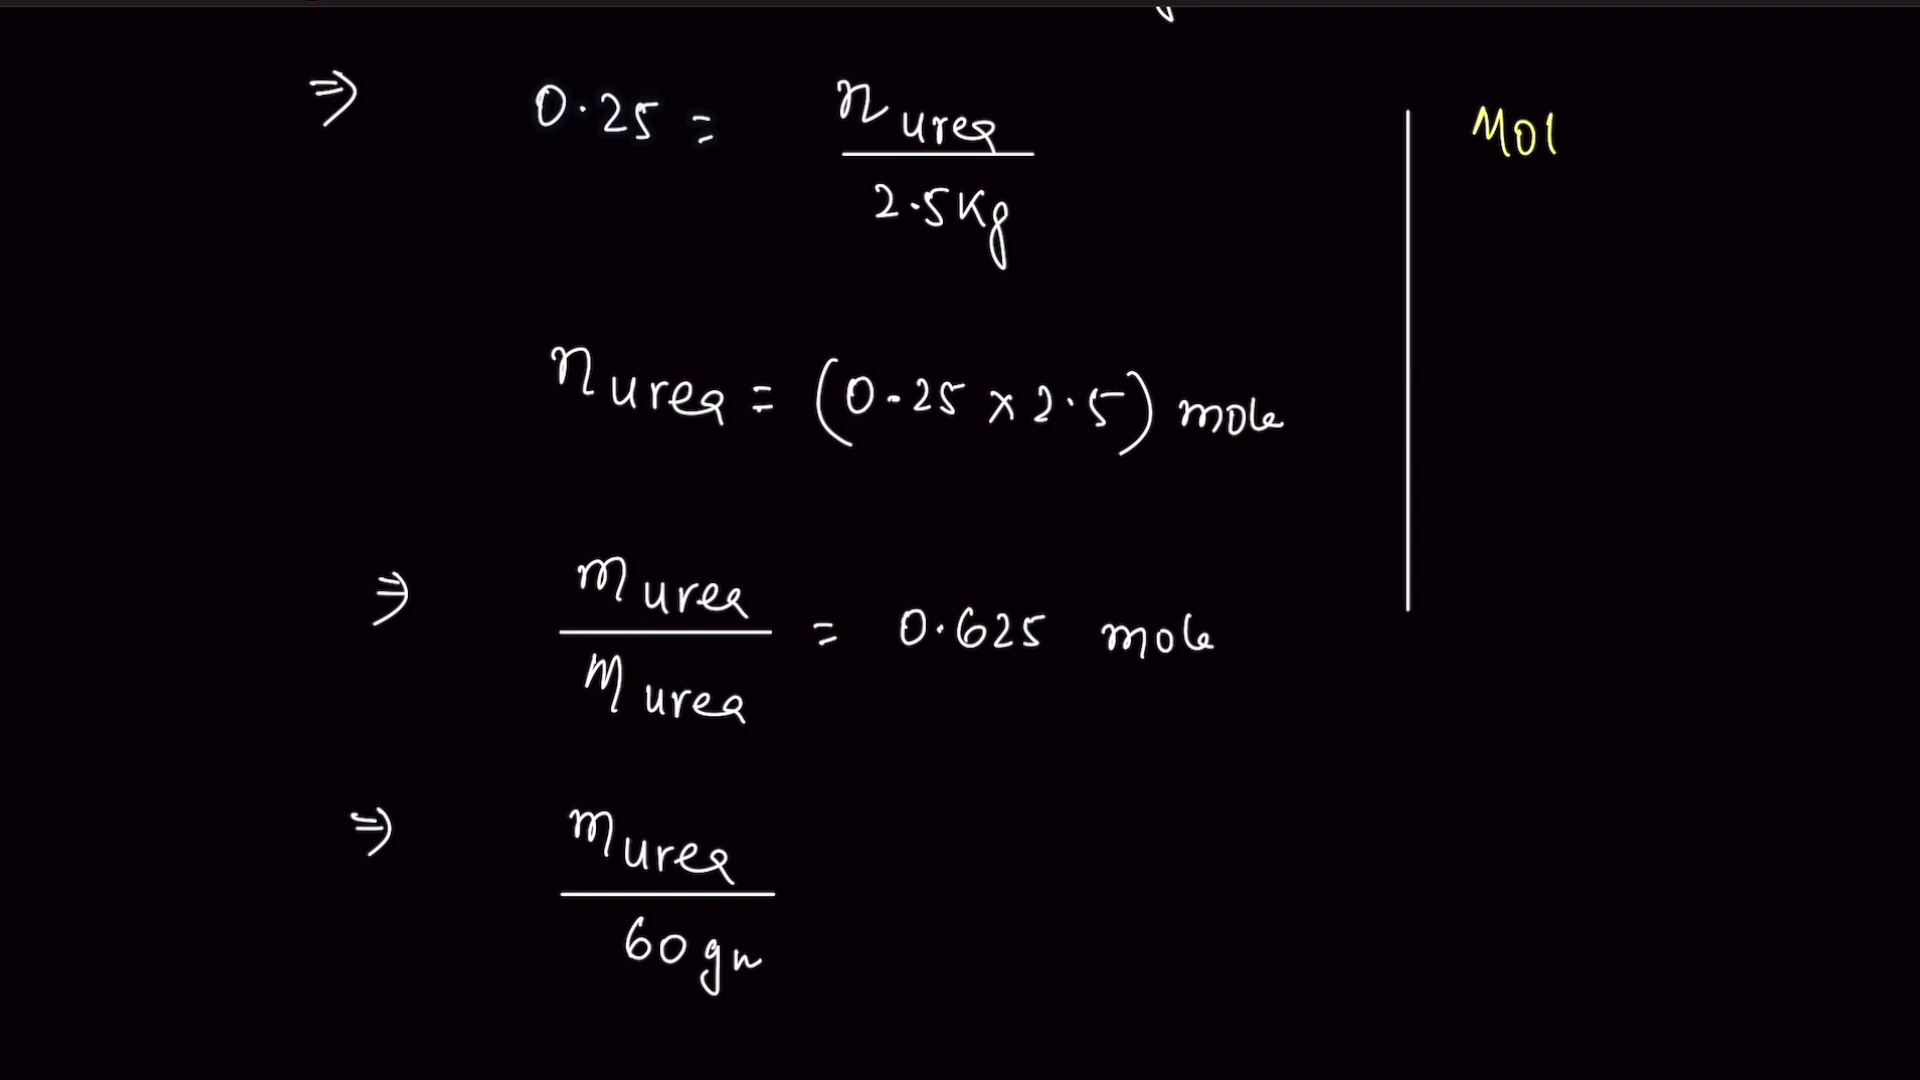 ⇒ 0.25 = n urea / 2.5 Kg
Mol
n urea = (0.25 × 2.5) mole
⇒ m urea / M urea = 0.625 mole
⇒ m urea / 60 gm